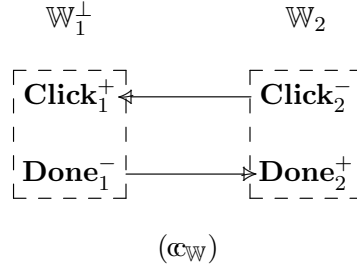 𝕎₁^⊥ 𝕎₂
Click₁⁺ Click₂⁻
Done₁⁻ Done₂⁺
(𝕔𝕔_𝕎)